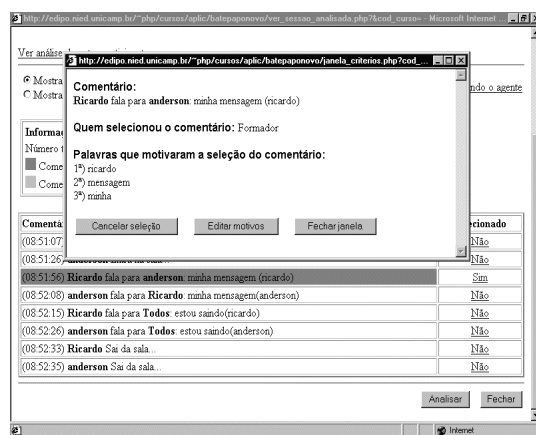 http://edipo.nied.unicamp.br/~php/cursos/aplic/batepaponovo/ver_sessao_analisada.php?&cod_curso= - Microsoft Internet ...
Ver análise
http://edipo.nied.unicamp.br/~php/cursos/aplic/batepaponovo/janela_criterios.php?cod_...
Mostra
Mostra
ndo o agente
Comentário:
Ricardo fala para anderson: minha mensagem (ricardo)
Quem selecionou o comentário: Formador
Palavras que motivaram a seleção do comentário:
1ª) ricardo
2ª) mensagem
3ª) minha
Cancelar seleção Editar motivos Fechar janela
Informa
Número t
Come
Come
Comentá ecionado
(08:51:07) Não
(08:51:26) Não
(08:51:56) Ricardo fala para anderson: minha mensagem (ricardo) Sim
(08:52:08) anderson fala para Ricardo: minha mensagem(anderson) Não
(08:52:15) Ricardo fala para Todos: estou saindo(ricardo) Não
(08:52:26) anderson fala para Todos: estou saindo(anderson) Não
(08:52:33) Ricardo Sai da sala... Não
(08:52:35) anderson Sai da sala... Não
Analisar Fechar
Internet